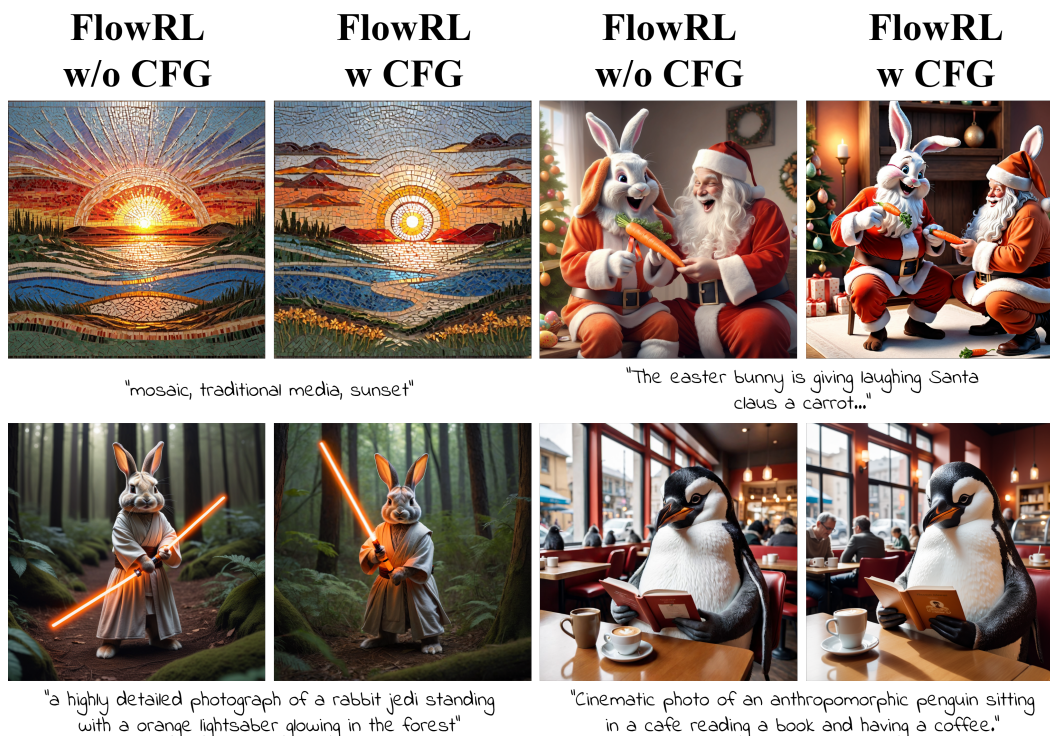 FlowRL
w/o CFG
FlowRL
w CFG
FlowRL
w/o CFG
FlowRL
w CFG
"mosaic, traditional media, sunset"
"The easter bunny is giving laughing Santa
claus a carrot..."
"a highly detailed photograph of a rabbit jedi standing
with a orange lightsaber glowing in the forest"
"Cinematic photo of an anthropomorphic penguin sitting
in a cafe reading a book and having a coffee."